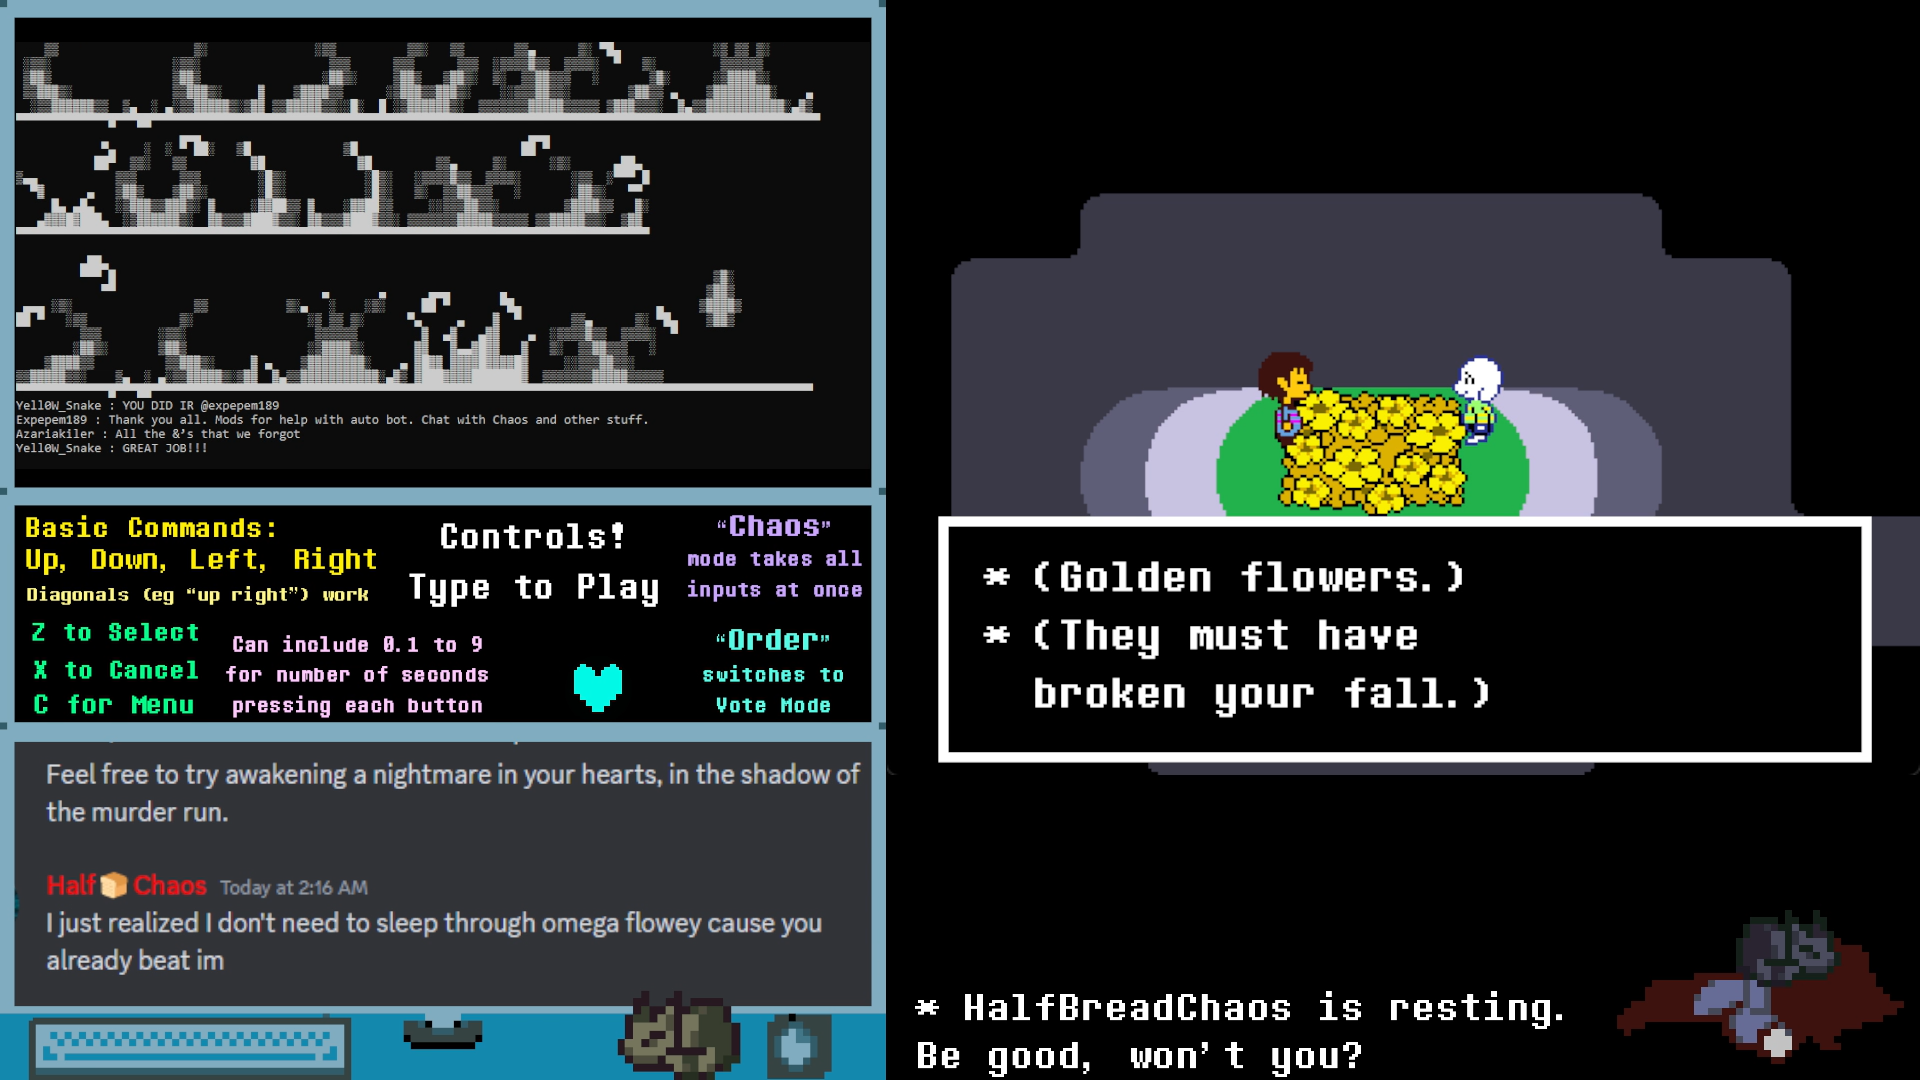 Yell0W_Snake : YOU DID IR @expepem189
Expepem189 : Thank you all. Mods for help with auto bot. Chat with Chaos and other stuff.
Azariakiler : All the &'s that we forgot
Yell0W_Snake : GREAT JOB!!!
Basic Commands:
Up, Down, Left, Right
Diagonals (eg “up right”) work
Z to Select
X to Cancel
C for Menu
Can include 0.1 to 9
for number of seconds
pressing each button
Controls!
Type to Play
“Chaos”
mode takes all
inputs at once
“Order”
switches to
Vote Mode
Feel free to try awakening a nightmare in your hearts, in the shadow of
the murder run.
Half🍞Chaos Today at 2:16 AM
I just realized I don't need to sleep through omega flowey cause you
already beat im
* (Golden flowers.)
* (They must have
broken your fall.)
* HalfBreadChaos is resting.
Be good, won't you?